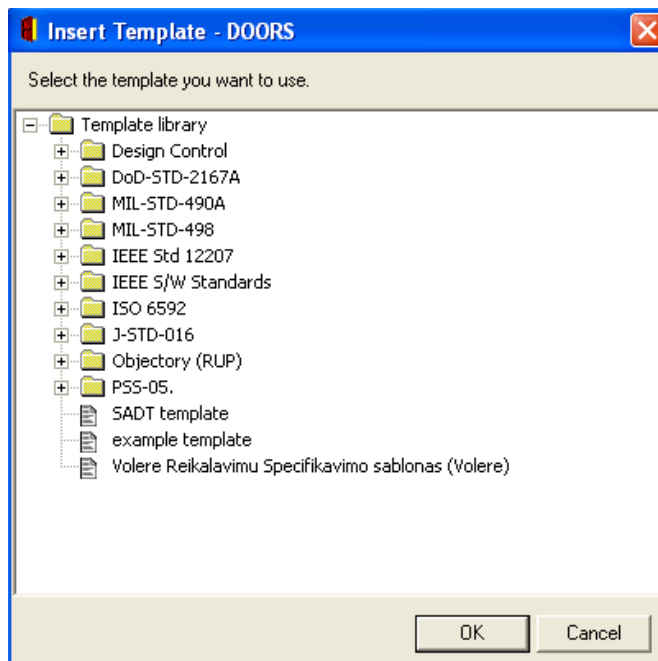 Insert Template - DOORS
Select the template you want to use.
Template library
Design Control
DoD-STD-2167A
MIL-STD-490A
MIL-STD-498
IEEE Std 12207
IEEE S/W Standards
ISO 6592
J-STD-016
Objectory (RUP)
PSS-05.
SADT template
example template
Volere Reikalavimu Specifikavimo sablonas (Volere)
OK Cancel